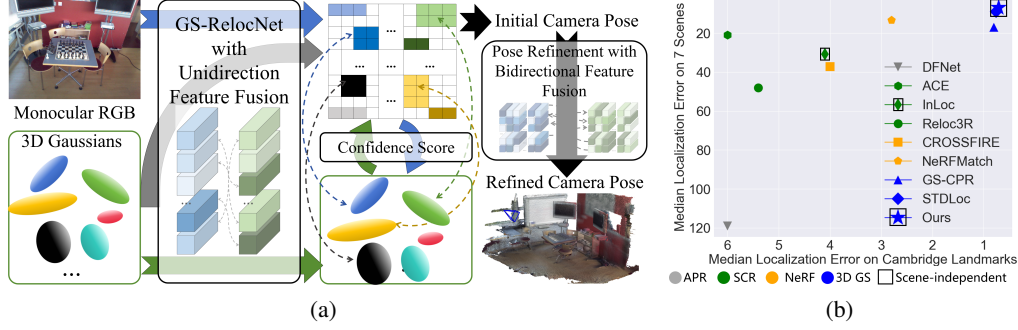 Monocular RGB
3D Gaussians
...
GS-RelocNet
with
Unidirection
Feature Fusion
...
...
...
...
...
Confidence Score
...
Initial Camera Pose
Pose Refinement with
Bidirectional Feature
Fusion
Refined Camera Pose
(a)
Median Localization Error on 7 Scenes
20
40
60
80
100
120
6
5
4
3
2
1
Median Localization Error on Cambridge Landmarks
DFNet
ACE
InLoc
Reloc3R
CROSSFIRE
NeRFMatch
GS-CPR
STDLoc
Ours
APR
SCR
NeRF
3D GS
Scene-independent
(b)